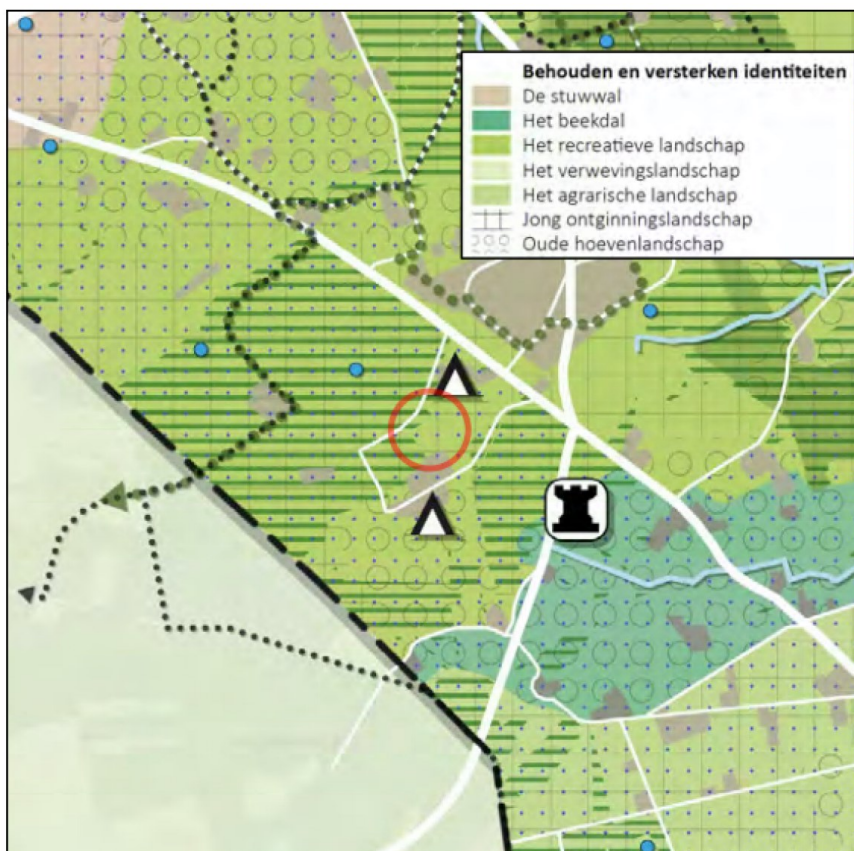 Behouden en versterken identiteiten
De stuwwal
Het beekdal
Het recreatieve landschap
Het verwevingslandschap
Het agrarische landschap
Jong ontginningslandschap
Oude hoevenlandschap